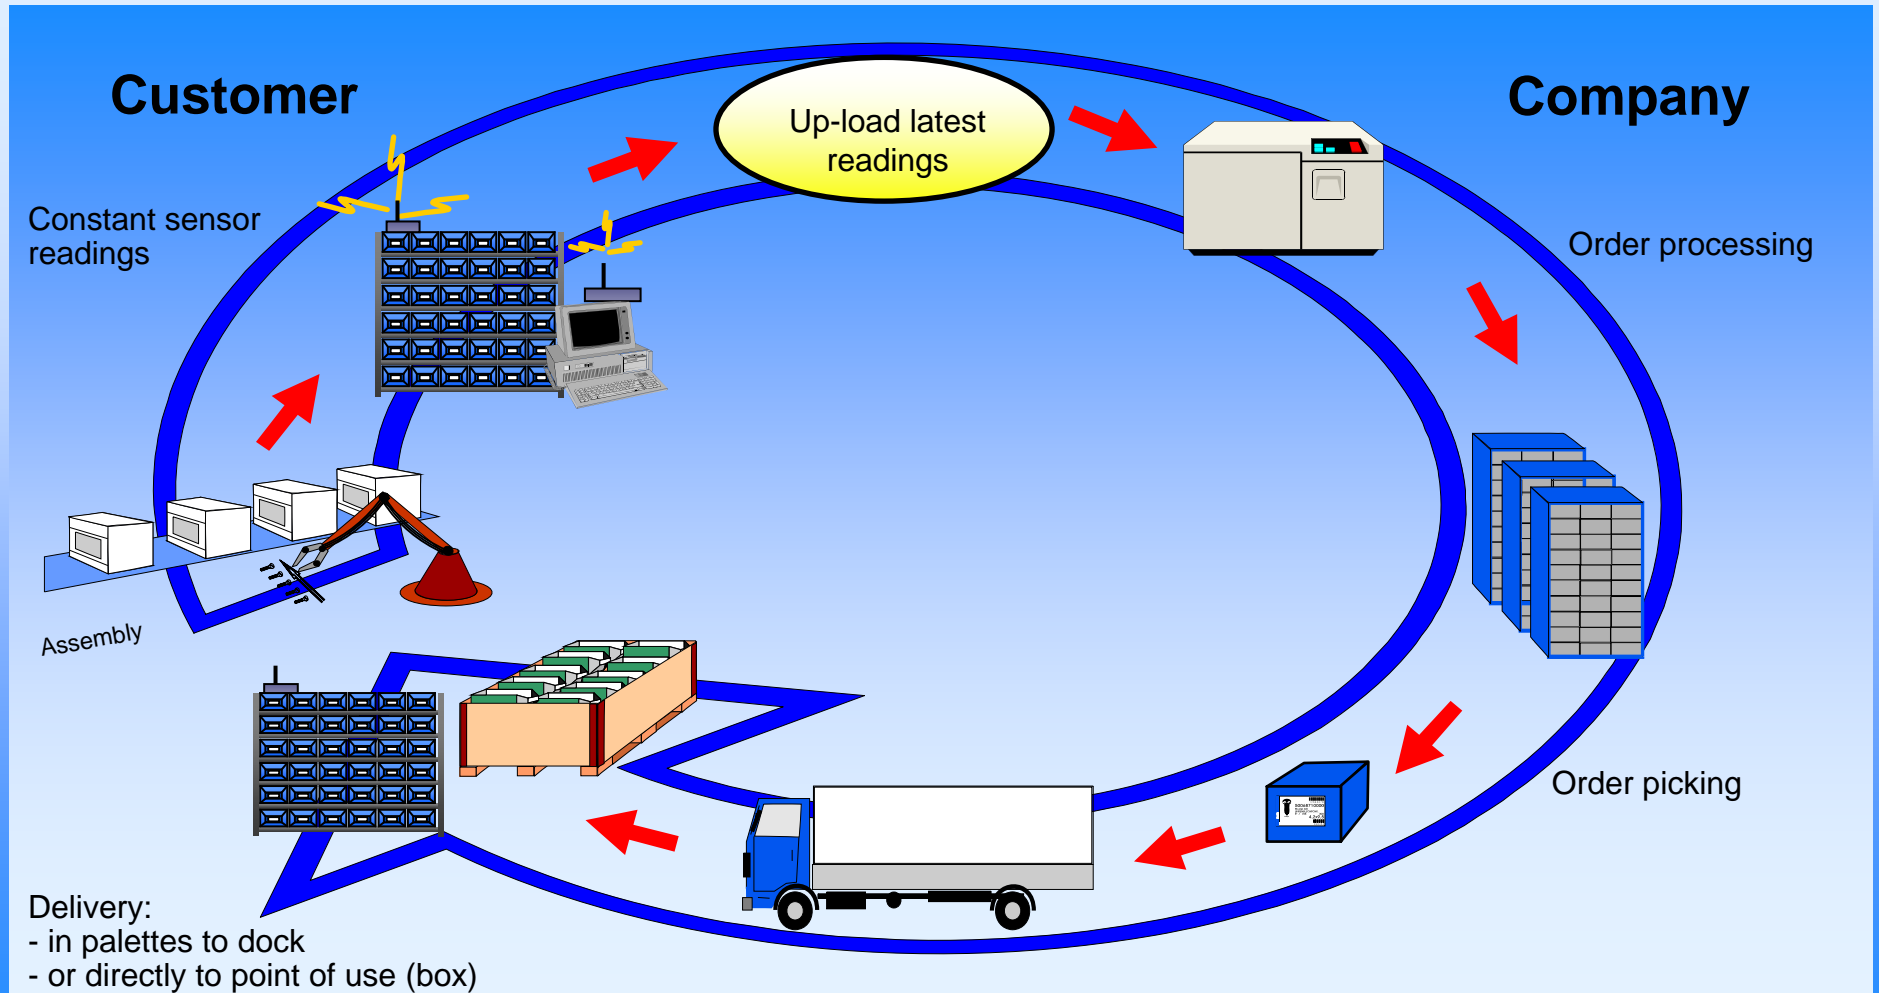 Customer
Company
Up-load latest
readings
Constant sensor
readings
Order processing
Assembly
Order picking
Delivery:
- in palettes to dock
- or directly to point of use (box)